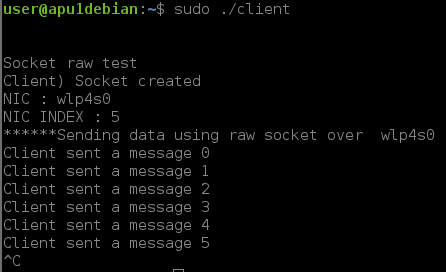 user@apu1debian:~$ sudo ./client
Socket raw test
Client) Socket created
NIC : wlp4s0
NIC INDEX : 5
******Sending data using raw socket over  wlp4s0
Client sent a message 0
Client sent a message 1
Client sent a message 2
Client sent a message 3
Client sent a message 4
Client sent a message 5
^C